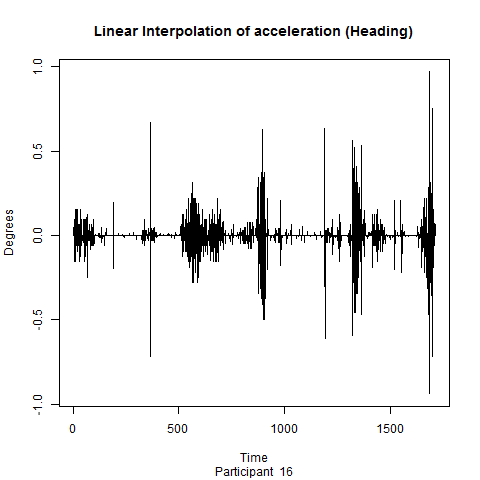 Linear Interpolation of acceleration (Heading)
1.0
0.5
0.0
-0.5
-1.0
Degrees
0 500 1000 1500
Time
Participant 16